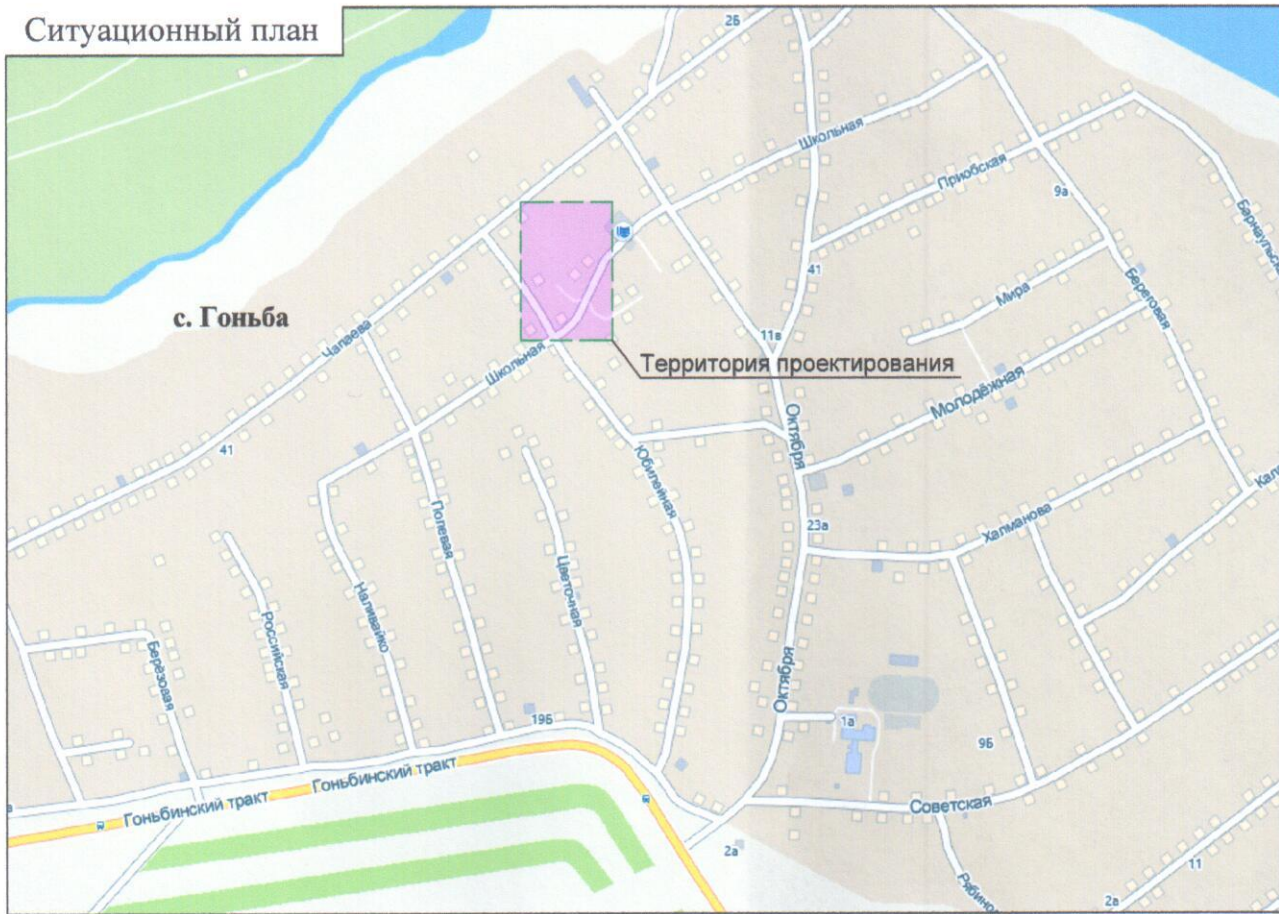 Ситуационный план
2б
Школьная
Приобская
9а
Барнаульск
41
Мира
Береговая
с. Гоньба
Чапаева
Школьная
11в
Территория проектирования
Молодёжная
Октября
41
Юбилейная
Полевая
Цветочная
23а
Халманова
Наливайко
Российская
Берёзовая
Октября
19Б
1а
9Б
Гоньбинский тракт
Гоньбинский тракт
Советская
2а
11
2а